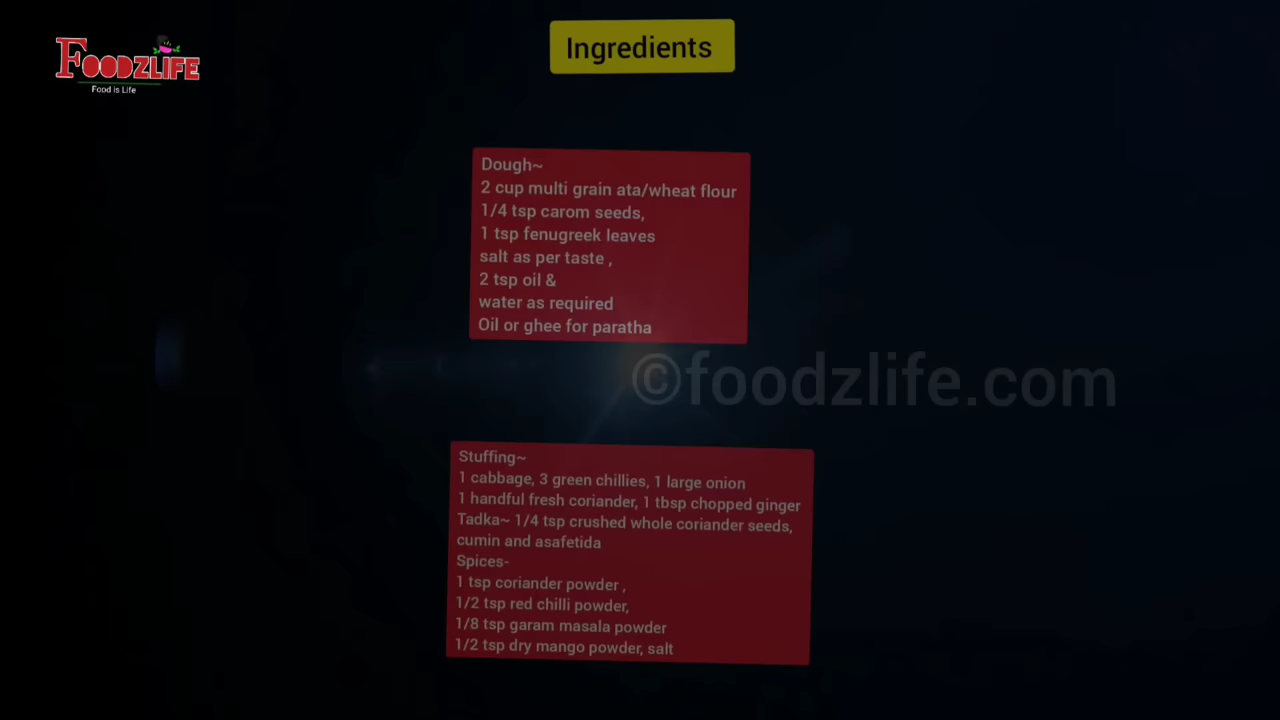 FOODZLIFE
Food is Life
Ingredients
Dough~
2 cup multi grain ata/wheat flour
1/4 tsp carom seeds,
1 tsp fenugreek leaves
salt as per taste ,
2 tsp oil &
water as required
Oil or ghee for paratha
©foodzlife.com
Stuffing~
1 cabbage, 3 green chillies, 1 large onion
1 handful fresh coriander, 1 tbsp chopped ginger
Tadka~ 1/4 tsp crushed whole coriander seeds,
cumin and asafetida
Spices-
1 tsp coriander powder ,
1/2 tsp red chilli powder,
1/8 tsp garam masala powder
1/2 tsp dry mango powder, salt